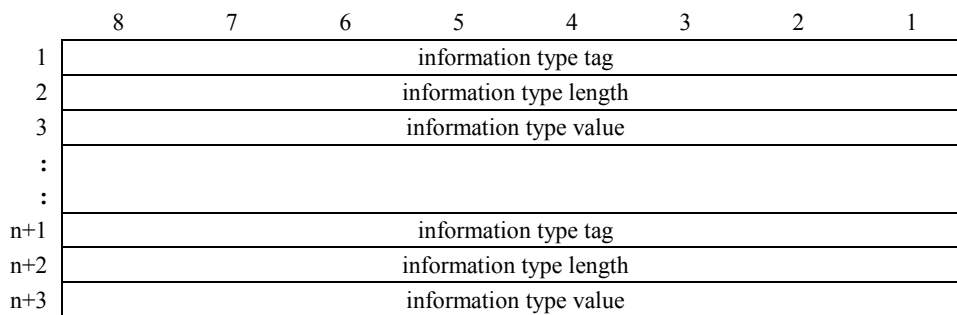 8 7 6 5 4 3 2 1
1 information type tag
2 information type length
3 information type value
:
:
n+1 information type tag
n+2 information type length
n+3 information type value